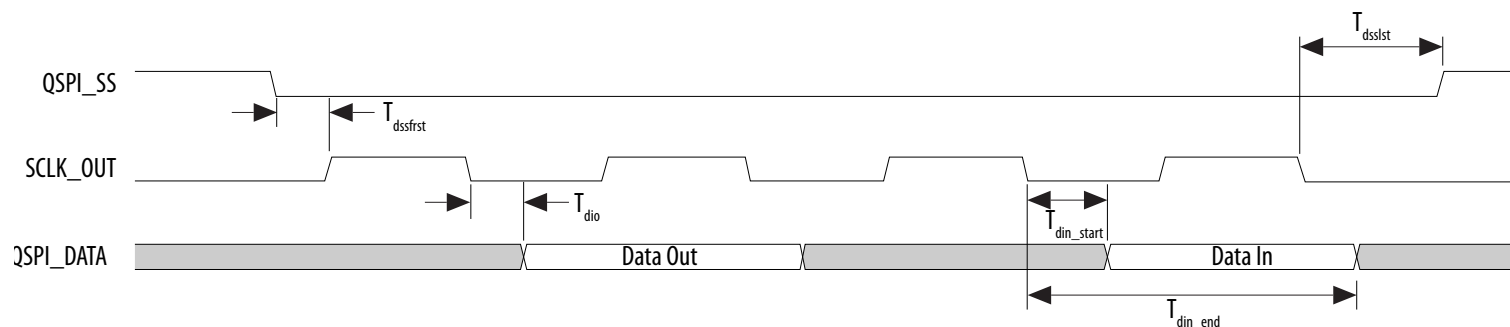 T_dsslst
QSPI_SS
T_dssfrst
SCLK_OUT
T_dio
T_din_start
QSPI_DATA
Data Out
Data In
T_din_end